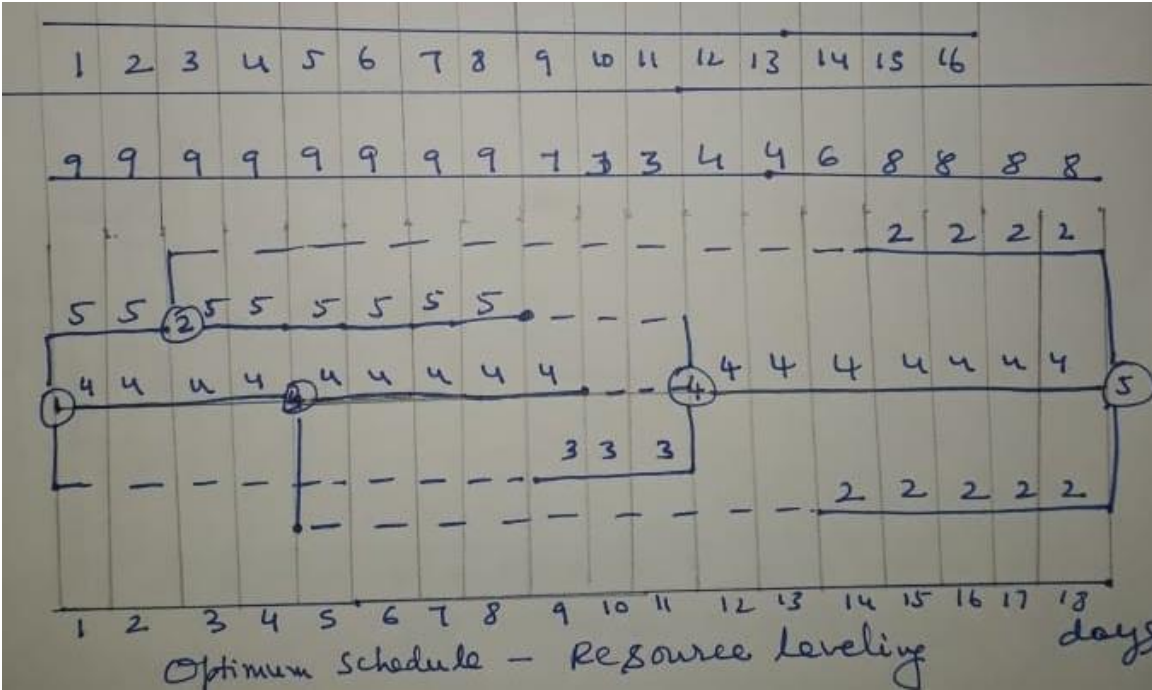 1 2 3 4 5 6 7 8 9 10 11 12 13 14 15 16
9 9 9 9 9 9 9 9 7 3 3 4 4 6 8 8 8 8
2 2 2 2
5 5 2 5 5 5 5 5 5
4 4 4 4 4 4 4 4 4 4 4 4 4 4 4 4 4 5
1
3 3 3
2 2 2 2 2
1 2 3 4 5 6 7 8 9 10 11 12 13 14 15 16 17 18
days
Optimum schedule - Resource leveling